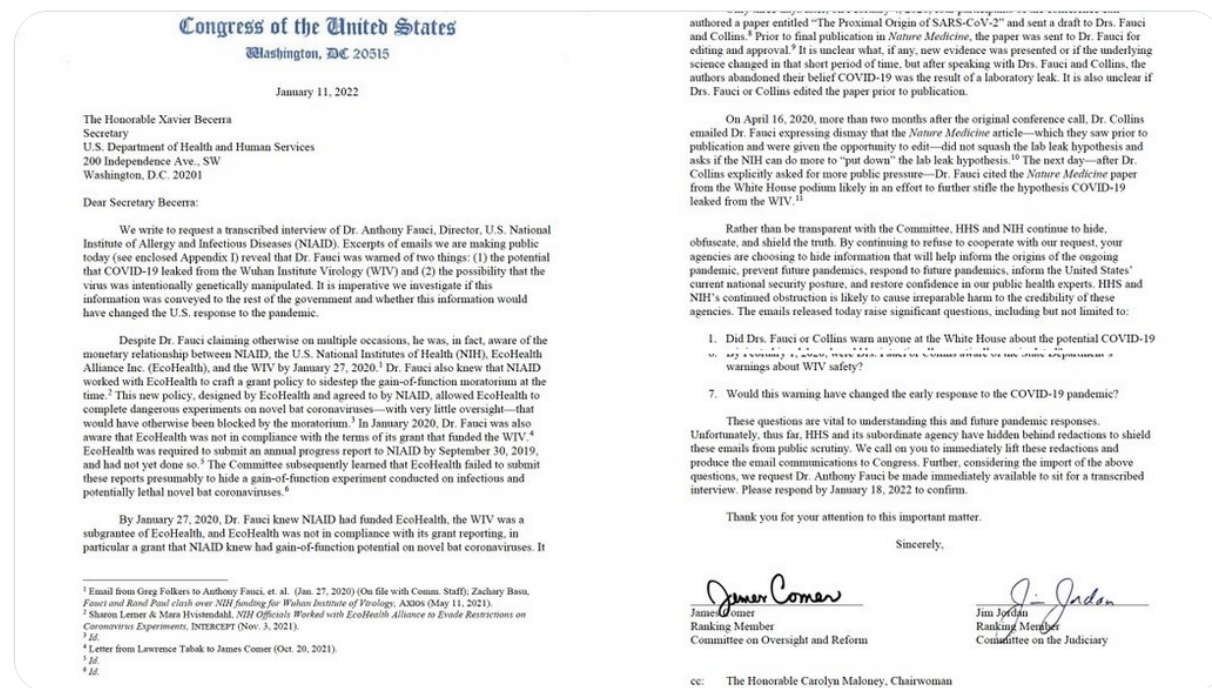 Congress of the United States
Washington, DC 20515
January 11, 2022
The Honorable Xavier Becerra
Secretary
U.S. Department of Health and Human Services
200 Independence Ave., SW
Washington, D.C. 20201
Dear Secretary Becerra:
We write to request a transcribed interview of Dr. Anthony Fauci, Director, U.S. National
Institute of Allergy and Infectious Diseases (NIAID). Excerpts of emails we are making public
today (see enclosed Appendix I) reveal that Dr. Fauci was warned of two things: (1) the potential
that COVID-19 leaked from the Wuhan Institute Virology (WIV) and (2) the possibility that the
virus was intentionally genetically manipulated. It is imperative we investigate if this
information was conveyed to the rest of the government and whether this information would
have changed the U.S. response to the pandemic.
Despite Dr. Fauci claiming otherwise on multiple occasions, he was, in fact, aware of the
monetary relationship between NIAID, the U.S. National Institutes of Health (NIH), EcoHealth
Alliance Inc. (EcoHealth), and the WIV by January 27, 2020.1 Dr. Fauci also knew that NIAID
worked with EcoHealth to craft a grant policy to sidestep the gain-of-function moratorium at the
time.2 This new policy, designed by EcoHealth and agreed to by NIAID, allowed EcoHealth to
complete dangerous experiments on novel bat coronaviruses—with very little oversight—that
would have otherwise been blocked by the moratorium.3 In January 2020, Dr. Fauci was also
aware that EcoHealth was not in compliance with the terms of its grant that funded the WIV.4
EcoHealth was required to submit an annual progress report to NIAID by September 30, 2019,
and had not yet done so.5 The Committee subsequently learned that EcoHealth failed to submit
these reports presumably to hide a gain-of-function experiment conducted on infectious and
potentially lethal novel bat coronaviruses.6
By January 27, 2020, Dr. Fauci knew NIAID had funded EcoHealth, the WIV was a
subgrantee of EcoHealth, and EcoHealth was not in compliance with its grant reporting, in
particular a grant that NIAID knew had gain-of-function potential on novel bat coronaviruses. It
1 Email from Greg Folkers to Anthony Fauci, et. al. (Jan. 27, 2020) (On file with Comm. Staff); Zachary Basu,
Fauci and Rand Paul clash over NIH funding for Wuhan Institute of Virology, AXIOS (May 11, 2021).
2 Sharon Lerner & Mara Hvistendahl, NIH Officials Worked with EcoHealth Alliance to Evade Restrictions on
Coronavirus Experiments, INTERCEPT (Nov. 3, 2021).
3 Id.
4 Letter from Lawrence Tabak to James Comer (Oct. 20, 2021).
5 Id.
6 Id.
authored a paper entitled “The Proximal Origin of SARS-CoV-2” and sent a draft to Drs. Fauci
and Collins.8 Prior to final publication in Nature Medicine, the paper was sent to Dr. Fauci for
editing and approval.9 It is unclear what, if any, new evidence was presented or if the underlying
science changed in that short period of time, but after speaking with Drs. Fauci and Collins, the
authors abandoned their belief COVID-19 was the result of a laboratory leak. It is also unclear if
Drs. Fauci or Collins edited the paper prior to publication.
On April 16, 2020, more than two months after the original conference call, Dr. Collins
emailed Dr. Fauci expressing dismay that the Nature Medicine article—which they saw prior to
publication and were given the opportunity to edit—did not squash the lab leak hypothesis and
asks if the NIH can do more to “put down” the lab leak hypothesis.10 The next day—after Dr.
Collins explicitly asked for more public pressure—Dr. Fauci cited the Nature Medicine paper
from the White House podium likely in an effort to further stifle the hypothesis COVID-19
leaked from the WIV.11
Rather than be transparent with the Committee, HHS and NIH continue to hide,
obfuscate, and shield the truth. By continuing to refuse to cooperate with our request, your
agencies are choosing to hide information that will help inform the origins of the ongoing
pandemic, prevent future pandemics, respond to future pandemics, inform the United States’
current national security posture, and restore confidence in our public health experts. HHS and
NIH’s continued obstruction is likely to cause irreparable harm to the credibility of these
agencies. The emails released today raise significant questions, including but not limited to:
1. Did Drs. Fauci or Collins warn anyone at the White House about the potential COVID-19
warnings about WIV safety?
7. Would this warning have changed the early response to the COVID-19 pandemic?
These questions are vital to understanding this and future pandemic responses.
Unfortunately, thus far, HHS and its subordinate agency have hidden behind redactions to shield
these emails from public scrutiny. We call on you to immediately lift these redactions and
produce the email communications to Congress. Further, considering the import of the above
questions, we request Dr. Anthony Fauci be made immediately available to sit for a transcribed
interview. Please respond by January 18, 2022 to confirm.
Thank you for your attention to this important matter.
Sincerely,
James Comer
Jim Jordan
James Comer
Jim Jordan
Ranking Member
Ranking Member
Committee on Oversight and Reform
Committee on the Judiciary
cc: The Honorable Carolyn Maloney, Chairwoman